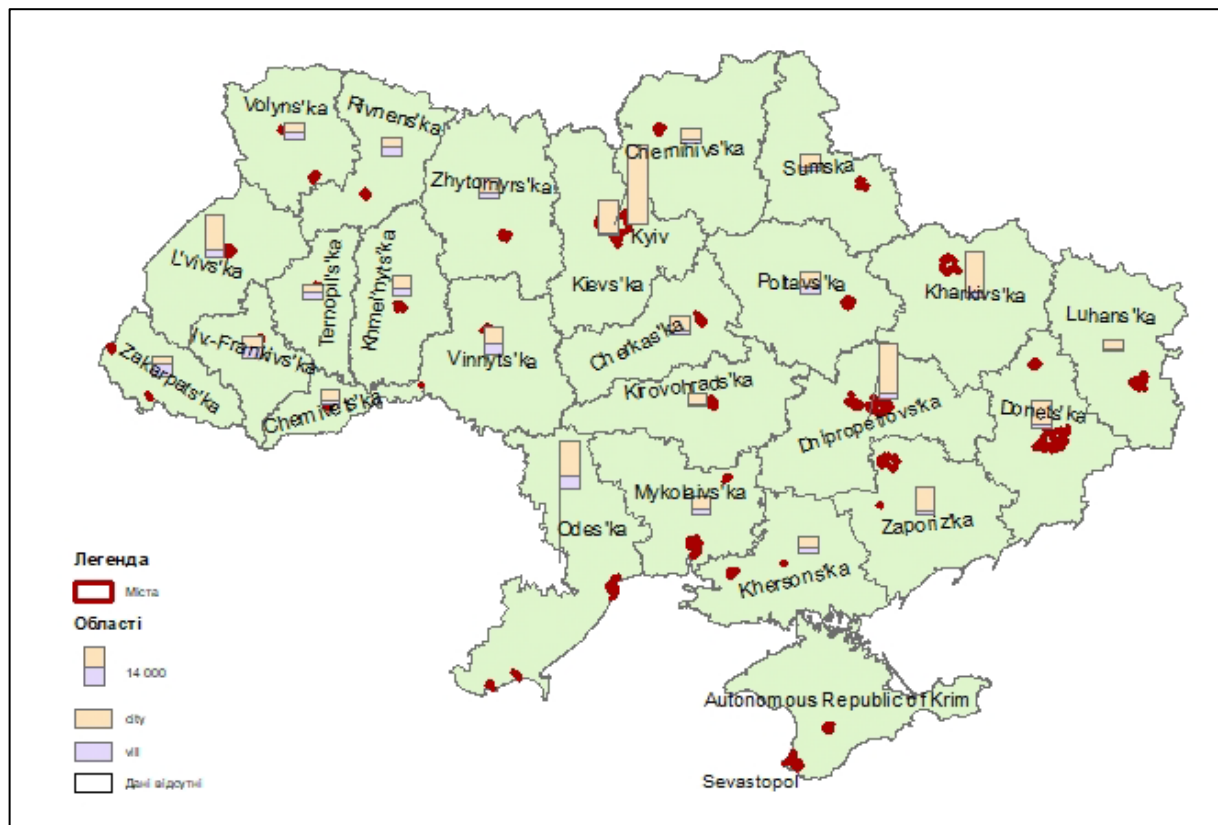 Volyns'ka
Rivnens'ka
Zhytomyrs'ka
Chernihivs'ka
Sums'ka
Kyiv
L'vivs'ka
Ternopil's'ka
Khmel'nyts'ka
Kievs'ka
Poltavs'ka
Kharkivs'ka
Luhans'ka
Iv-Frankivs'ka
Zakarpats'ka
Chernivets'ka
Vinnyts'ka
Cherkas'ka
Kirovohrads'ka
Dnipropetrovs'ka
Donets'ka
Odes'ka
Mykolaivs'ka
Zaporiz'ka
Khersons'ka
Autonomous Republic of Krim
Sevastopol
Легенда
Міста
Області
14 000
city
vill
Дані відсутні